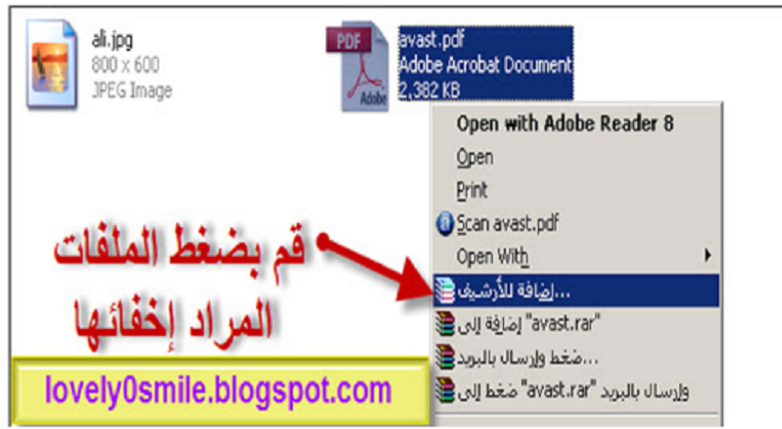 ali.jpg
800 x 600
JPEG Image
PDF
Adobe
avast.pdf
Adobe Acrobat Document
2,382 KB
Open with Adobe Reader 8
Open
Print
Scan avast.pdf
Open With
إضافة للأرشيف...
إضافة إلى "avast.rar"
ضغط وإرسال بالبريد...
ضغط إلى "avast.rar" وإرسال بالبريد
قم بضغط الملفات
المراد إخفائها
lovely0smile.blogspot.com